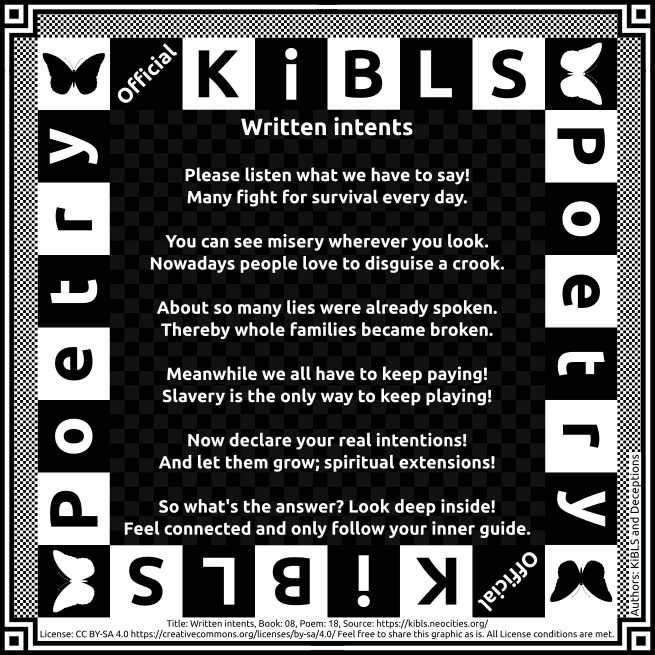 Official KiBLS
Poetry
Poetry
Written intents
Please listen what we have to say!
Many fight for survival every day.
You can see misery wherever you look.
Nowadays people love to disguise a crook.
About so many lies were already spoken.
Thereby whole families became broken.
Meanwhile we all have to keep paying!
Slavery is the only way to keep playing!
Now declare your real intentions!
And let them grow; spiritual extensions!
So what's the answer? Look deep inside!
Feel connected and only follow your inner guide.
Official KiBLS
Authors: KiBLS and Deceptions
Title: Written intents, Book: 08, Poem: 18, Source: https://kibls.neocities.org/
License: CC BY-SA 4.0 https://creativecommons.org/licenses/by-sa/4.0/ Feel free to share this graphic as is. All License conditions are met.